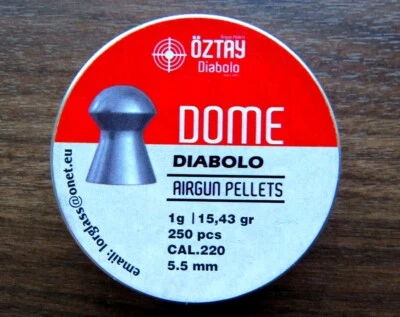 ÖZTAY
Diabolo
DOME
DIABOLO
AIRGUN PELLETS
1g | 15,43 gr
250 pcs
CAL.220
5.5 mm
email: lorglass@onet.eu